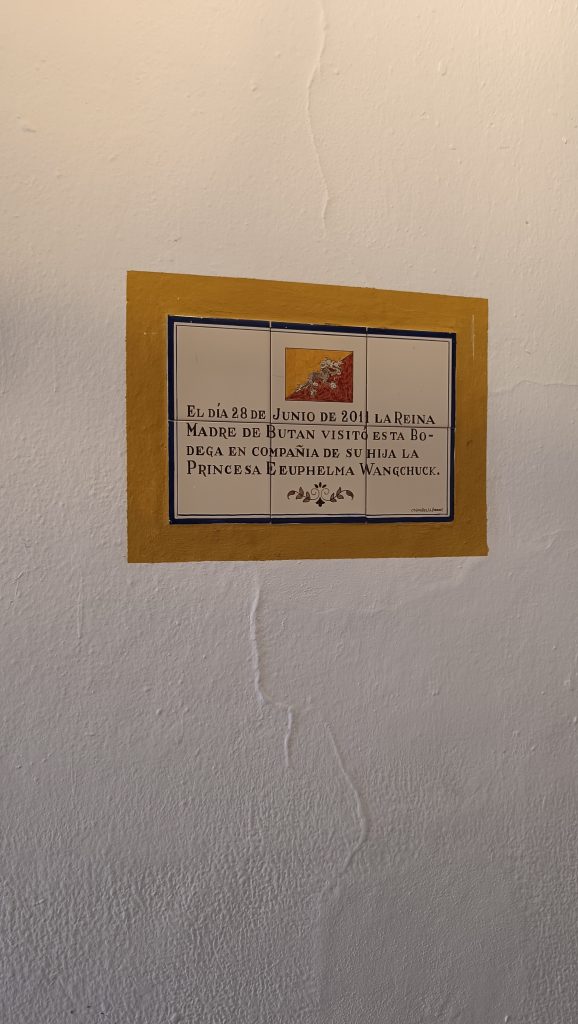 El día 28 de Junio de 2011 la Reina
Madre de Butan visitó esta Bo-
dega en compañia de su hija la
Princesa Eeuphelma Wangchuck.